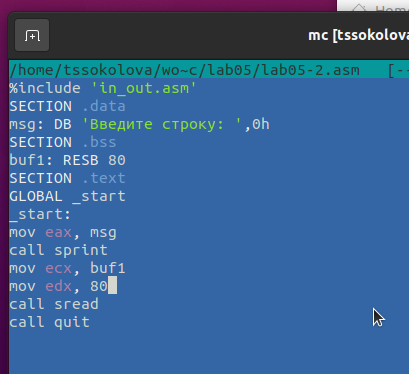 mc [tssokolova
/home/tssokolova/wo~c/lab05/lab05-2.asm [--
%include 'in_out.asm'
SECTION .data
msg: DB 'Введите строку: ',0h
SECTION .bss
buf1: RESB 80
SECTION .text
GLOBAL _start
_start:
mov eax, msg
call sprint
mov ecx, buf1
mov edx, 80
call sread
call quit